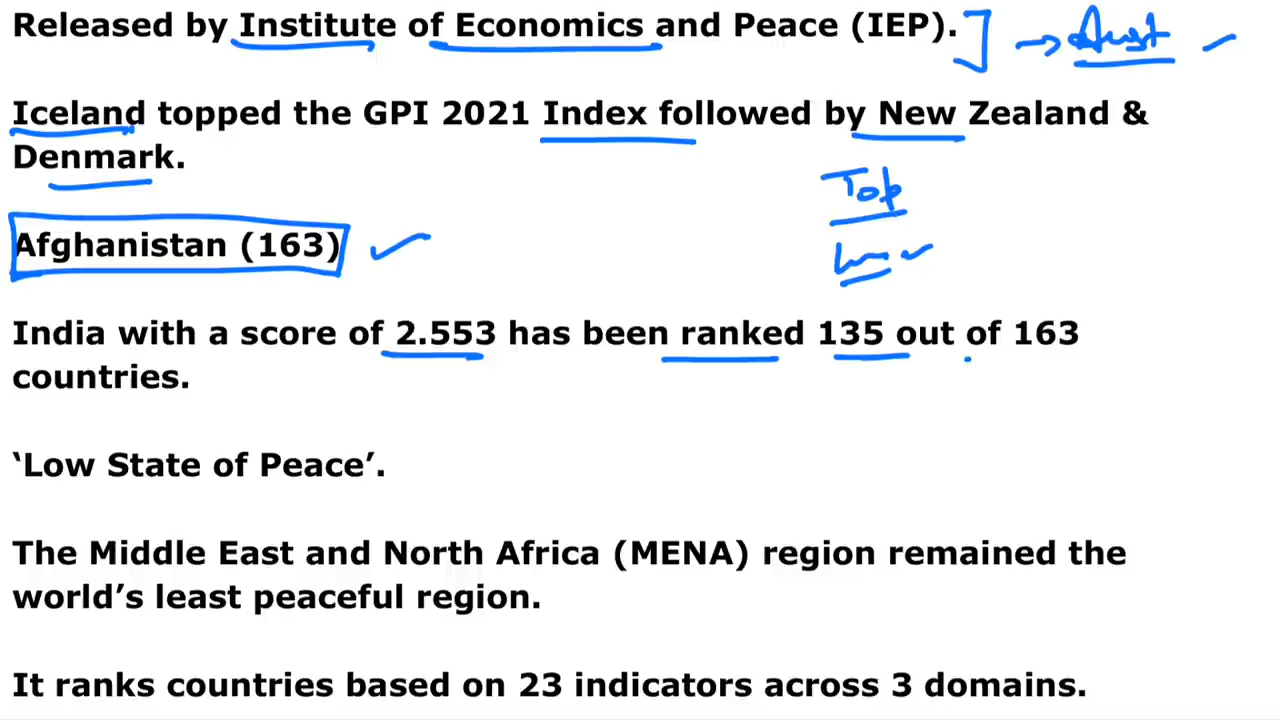 Released by Institute of Economics and Peace (IEP). → Aust
Iceland topped the GPI 2021 Index followed by New Zealand &
Denmark.
Top
Afghanistan (163)
India with a score of 2.553 has been ranked 135 out of 163
countries.
‘Low State of Peace’.
The Middle East and North Africa (MENA) region remained the
world’s least peaceful region.
It ranks countries based on 23 indicators across 3 domains.